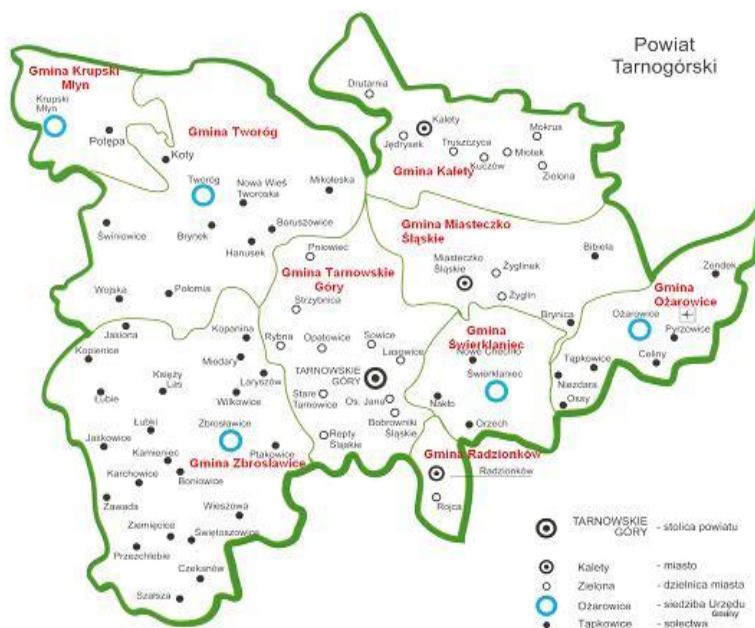 Powiat
Tarnogórski
Gmina Krupski
Młyn
Krupski
Młyn
Potępa
Gmina Tworóg
Koty
Tworóg
Nowa Wieś
Tworoska
Mikołeska
Świniowice
Brynek
Hanusek
Boruszowice
Wojska
Połomia
Drutarnia
Kalety
Jędrysek
Truszczyca
Kuczów
Mokrus
Miotek
Zielona
Gmina Kalety
Gmina Miasteczko
Śląskie
Miasteczko
Śląskie
Żyglinek
Żyglin
Bibiela
Brynica
Pniowiec
Gmina Tarnowskie
Góry
Strzybnica
Rybna
Opatowice
Sowice
Lasowice
TARNOWSKIE
GÓRY
Stare
Tarnowice
Os. Jana
Bobrowniki
Śląskie
Repty
Śląskie
Gmina
Świerklaniec
Nowe Chechło
Świerklaniec
Nakło
Orzech
Zendek
Gmina
Ożarowice
Ożarowice
Pyrzowice
Celiny
Tąpkowice
Niezdara
Ossy
Gmina Radzionków
Radzionków
Rojca
Jasiona
Kopienice
Kopanina
Miedary
Księży
Las
Laryszów
Łubie
Wilkowice
Zbrosławice
Łubki
Jaśkowice
Kamieniec
Ptakowice
Gmina Zbrosławice
Karchowice
Boniowice
Zawada
Wieszowa
Ziemięcice
Świętoszowice
Przezchlebie
Czekanów
Szałsza
TARNOWSKIE
GÓRY - stolica powiatu
Kalety - miasto
Zielona - dzielnica miasta
Ożarowice - siedziba Urzędu
Gminy
Tąpkowice - sołectwa